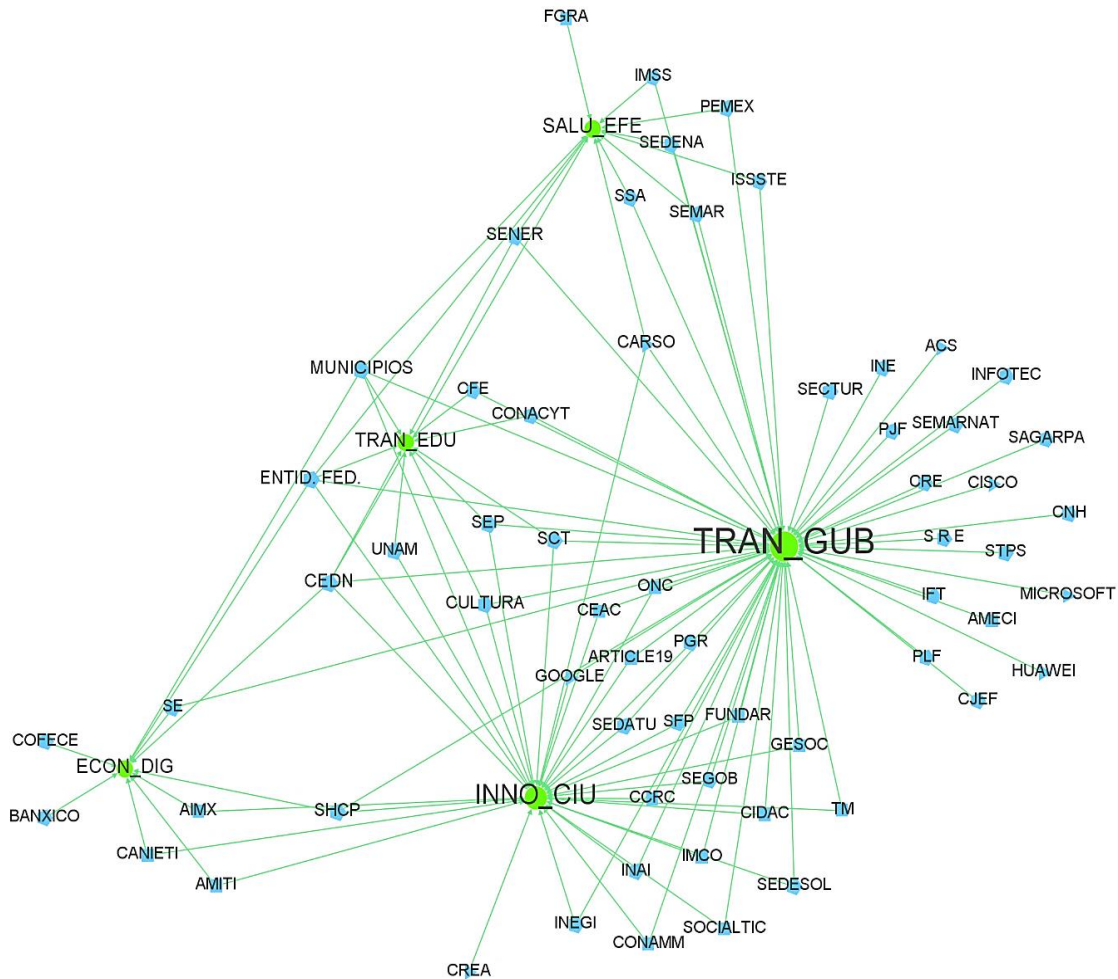 FGRA
IMSS
PEMEX
SALU_EFE
SEDENA
ISSSTE
SSA
SEMAR
SENER
CARSO
ACS
MUNICIPIOS
INE
INFOTEC
CFE
SECTUR
CONACYT
PJF
SEMARNAT
TRAN_EDU
SAGARPA
ENTID. FED.
CRE
CISCO
SEP
CNH
UNAM
SCT
TRAN_GUB
S R E
STPS
CEDN
ONC
CULTURA
CEAC
IFT
MICROSOFT
AMECI
PGR
ARTICLE19
GOOGLE
PLF
HUAWEI
CJEF
SE
SEDATU
SFP
FUNDAR
COFECE
GESOC
ECON_DIG
SEGOB
INNO_CIU
CCRC
BANXICO
AIMX
SHCP
CIDAC
TM
CANIETI
IMCO
AMITI
INAI
SEDESOL
INEGI
SOCIALTIC
CONAMM
CREA